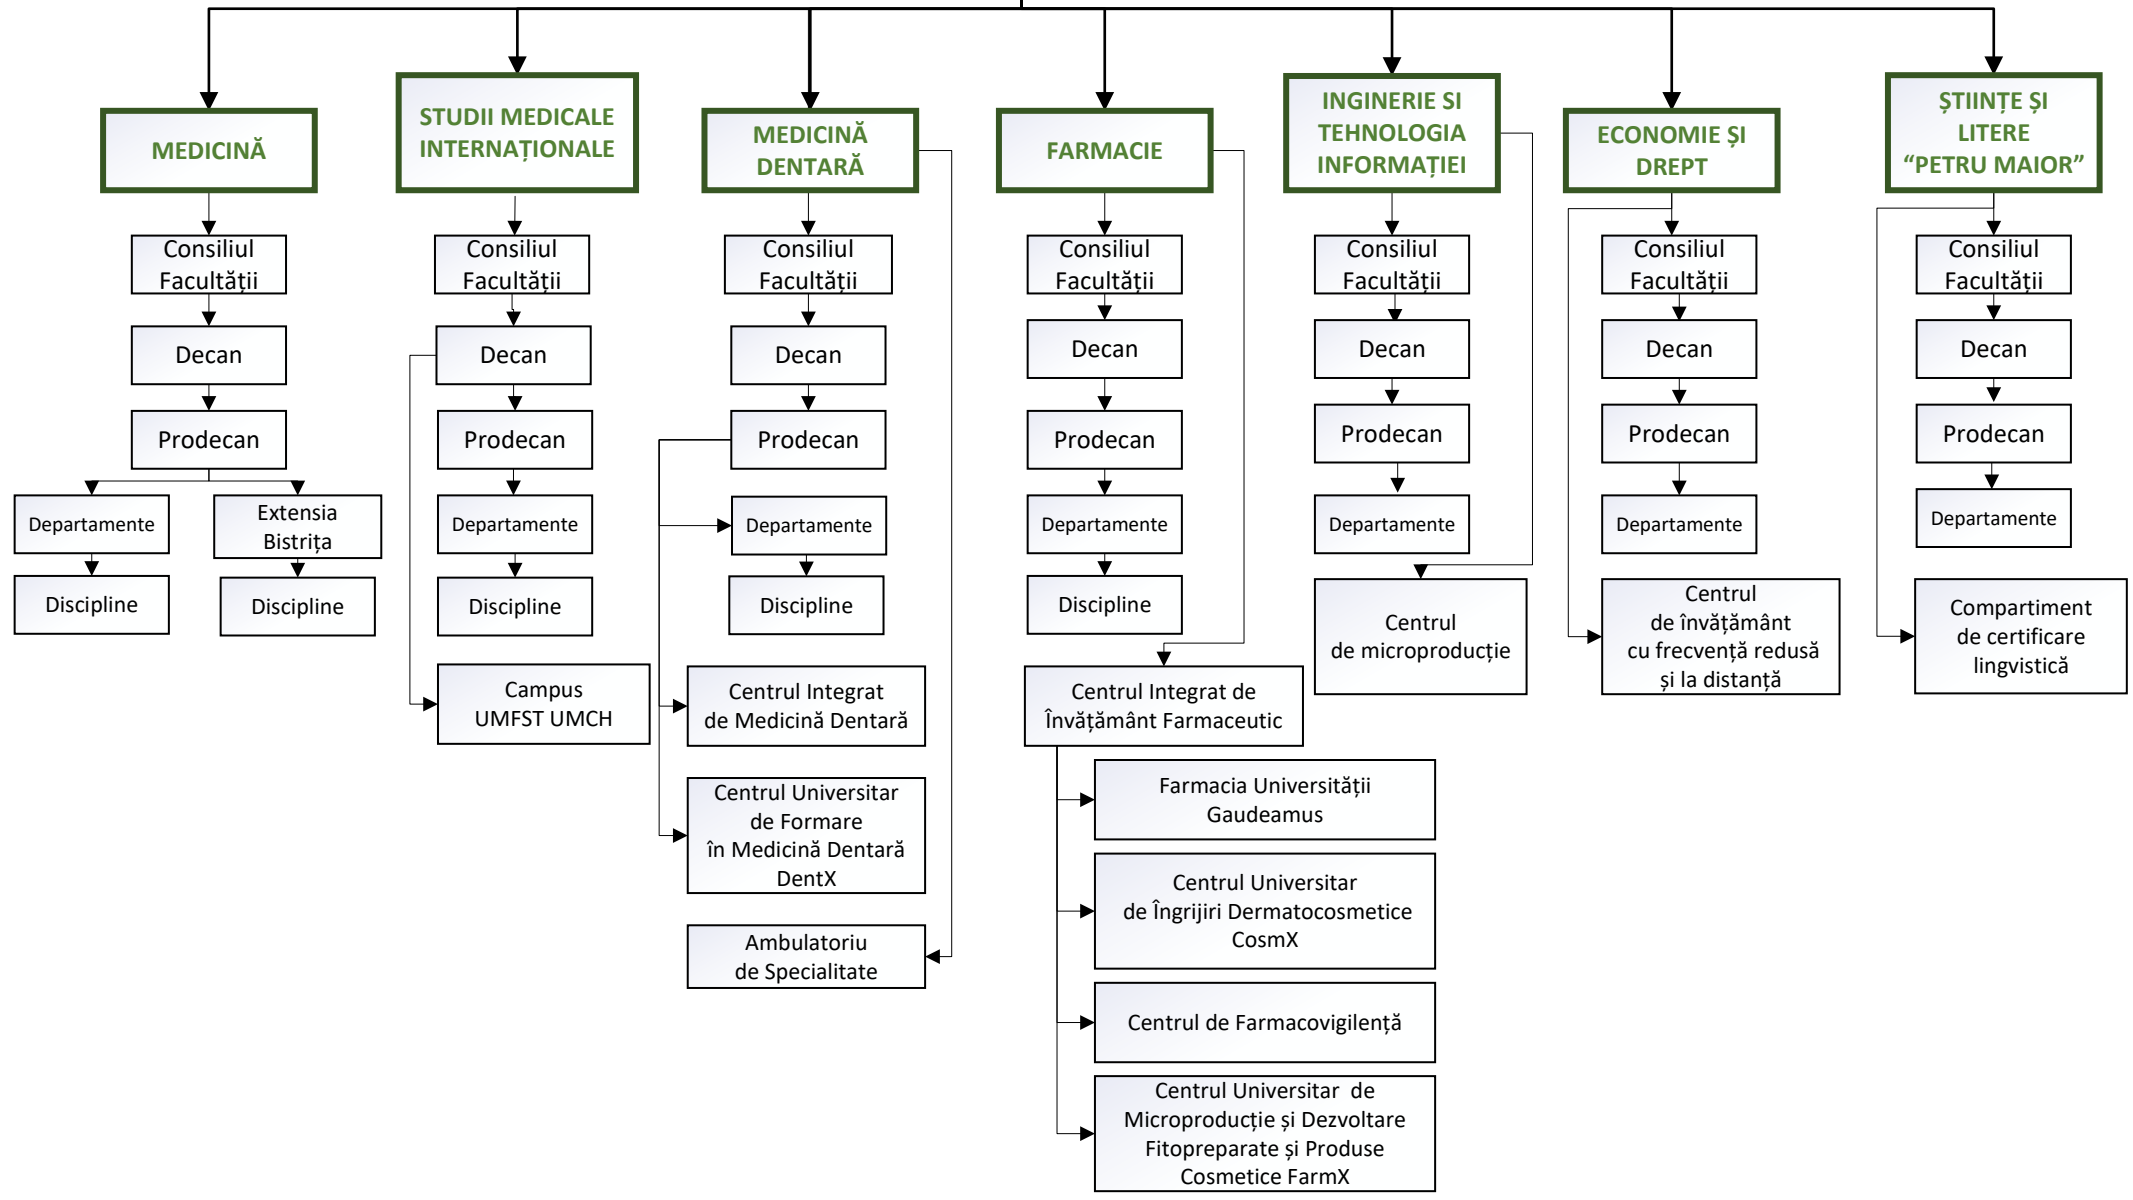 MEDICINĂ
STUDII MEDICALE
INTERNAȚIONALE
MEDICINĂ
DENTARĂ
FARMACIE
INGINERIE SI
TEHNOLOGIA
INFORMAȚIEI
ECONOMIE ȘI
DREPT
ȘTIINȚE ȘI
LITERE
“PETRU MAIOR”
Consiliul
Facultății
Consiliul
Facultății
Consiliul
Facultății
Consiliul
Facultății
Consiliul
Facultății
Consiliul
Facultății
Consiliul
Facultății
Decan
Decan
Decan
Decan
Decan
Decan
Decan
Prodecan
Prodecan
Prodecan
Prodecan
Prodecan
Prodecan
Prodecan
Departamente
Extensia
Bistrița
Departamente
Departamente
Departamente
Departamente
Departamente
Departamente
Discipline
Discipline
Discipline
Discipline
Discipline
Centrul
de microproducție
Centrul
de învățământ
cu frecvență redusă
și la distanță
Compartiment
de certificare
lingvistică
Campus
UMFST UMCH
Centrul Integrat
de Medicină Dentară
Centrul Integrat de
Învățământ Farmaceutic
Centrul Universitar
de Formare
în Medicină Dentară
DentX
Ambulatoriu
de Specialitate
Farmacia Universității
Gaudeamus
Centrul Universitar
de Îngrijiri Dermatocosmetice
CosmX
Centrul de Farmacovigilență
Centrul Universitar  de
Microproducție și Dezvoltare
Fitopreparate și Produse
Cosmetice FarmX